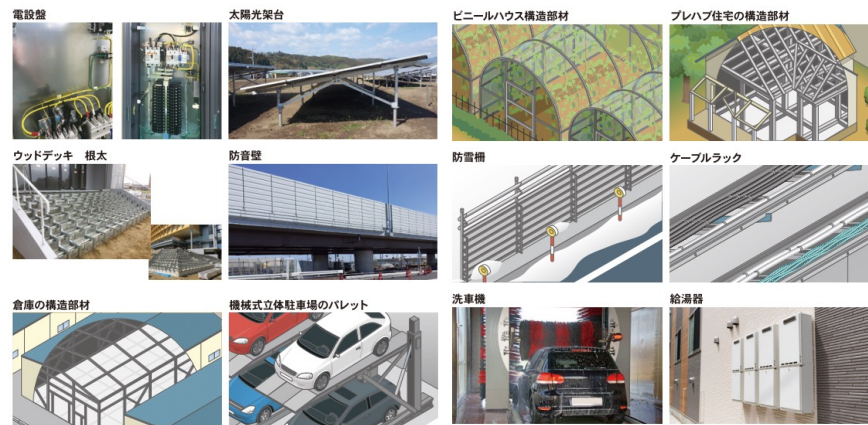 電設盤
太陽光架台
ビニールハウス構造部材
プレハブ住宅の構造部材
ウッドデッキ　根太
防音壁
防雪柵
ケーブルラック
倉庫の構造部材
機械式立体駐車場のパレット
洗車機
給湯器